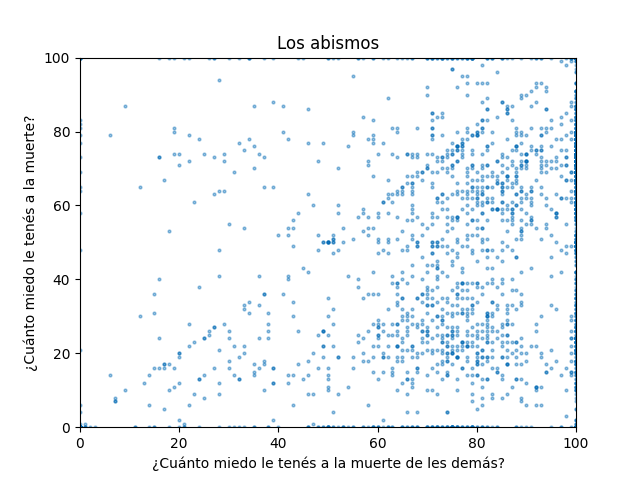 Los abismos
100
80
60
40
20
0
¿Cuánto miedo le tenés a la muerte?
0 20 40 60 80 100
¿Cuánto miedo le tenés a la muerte de les demás?